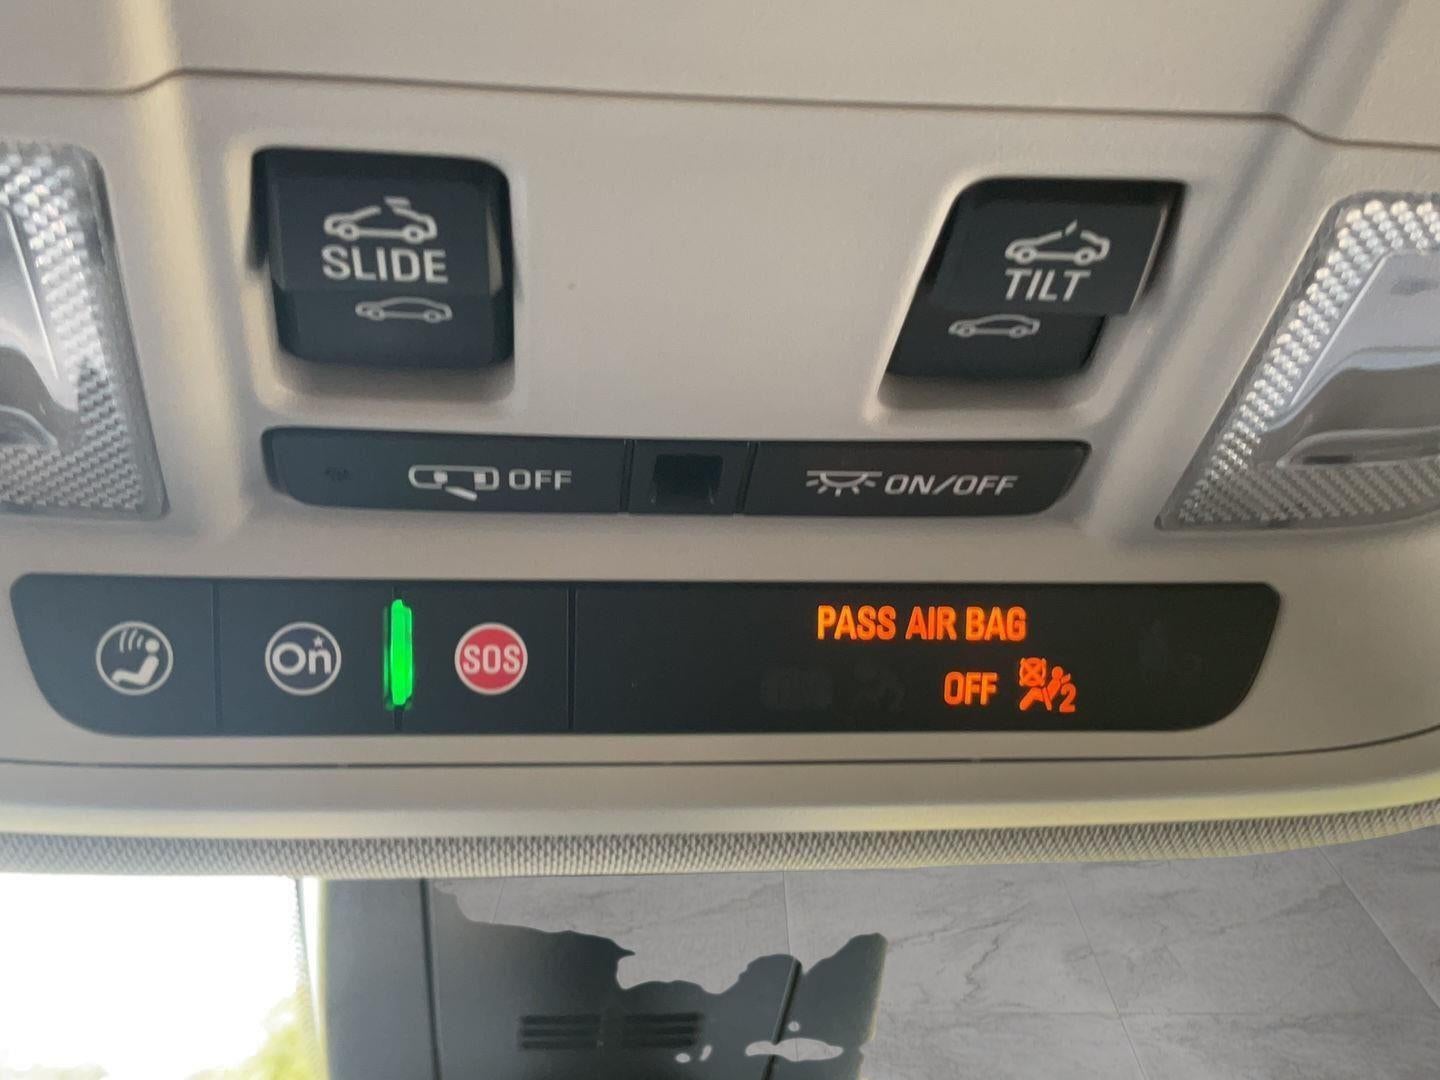 SLIDE
TILT
OFF
ON/OFF
On
SOS
PASS AIR BAG
OFF 2